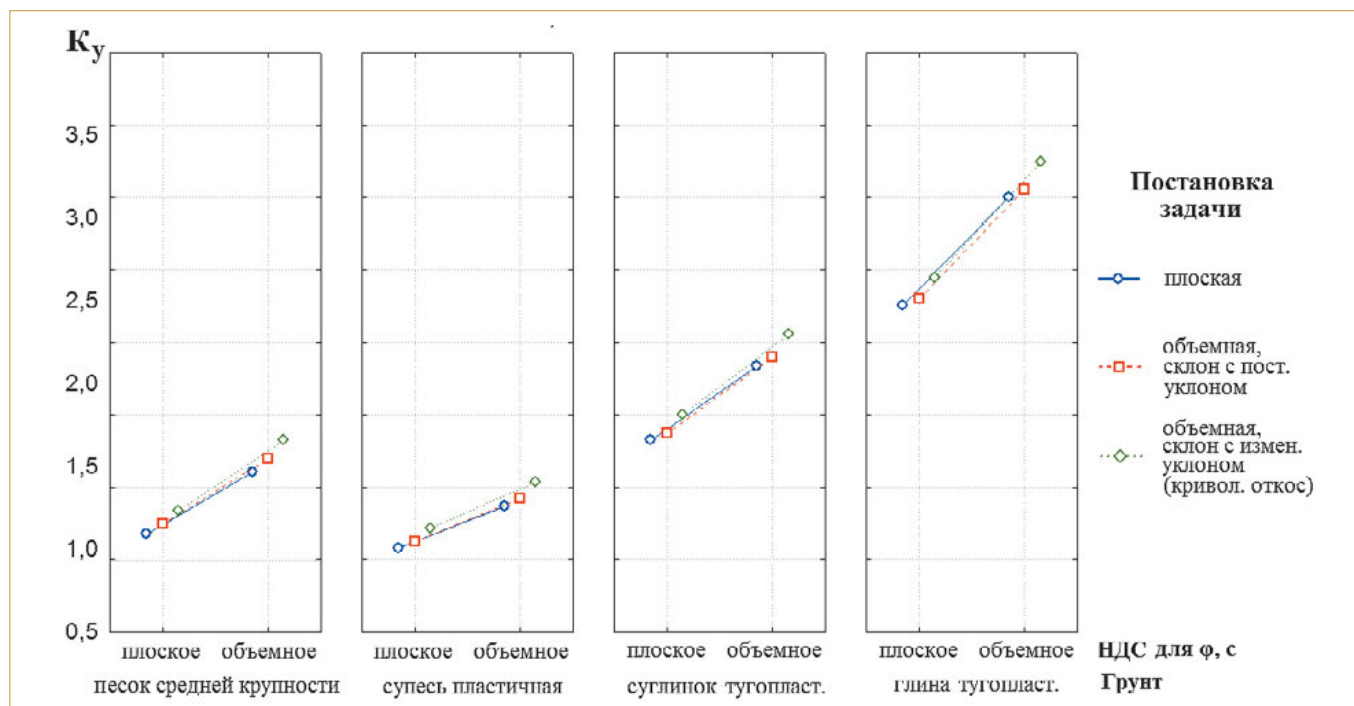 Kу
3,5
3,0
2,5
2,0
1,5
1,0
0,5
плоское объемное плоское объемное плоское объемное плоское объемное НДС для φ, с
песок средней крупности супесь пластичная суглинок тугопласт. глина тугопласт. Грунт
Постановка
задачи
плоская
объемная,
склон с пост.
уклоном
объемная,
склон с измен.
уклоном
(кривол. откос)